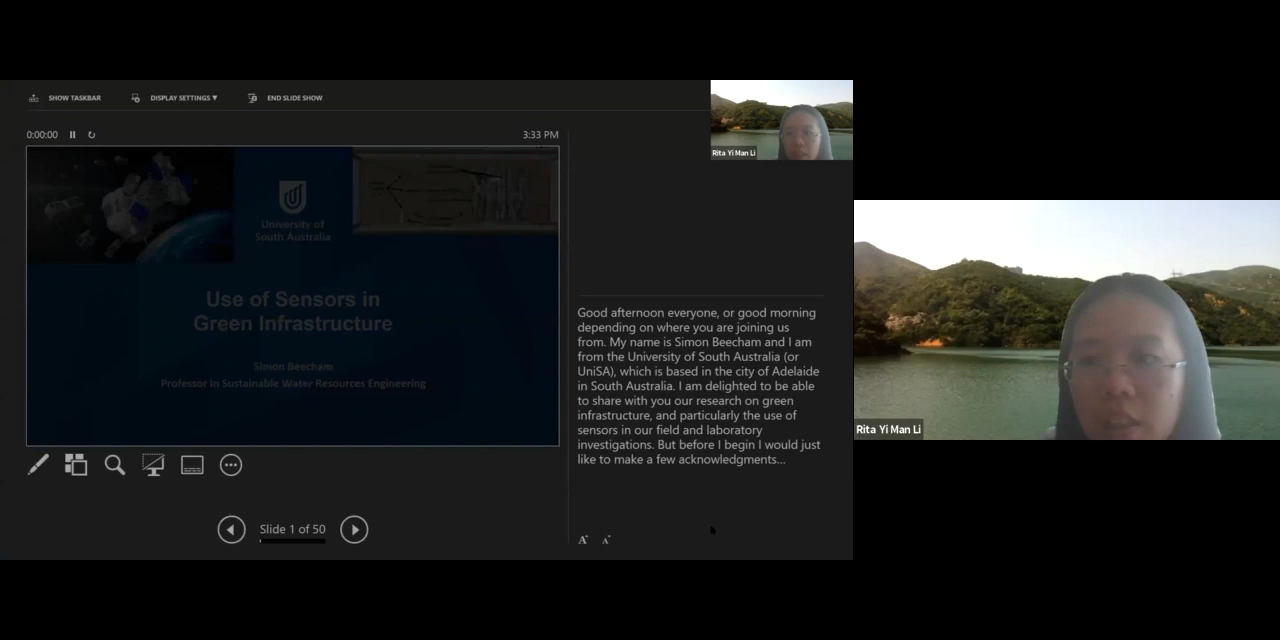 SHOW TASKBAR
DISPLAY SETTINGS ▼
END SLIDE SHOW
0:00:00
3:33 PM
University of
South Australia
Use of Sensors in
Green Infrastructure
Simon Beecham
Professor in Sustainable Water Resources Engineering
Slide 1 of 50
Rita Yi Man Li
Good afternoon everyone, or good morning
depending on where you are joining us
from. My name is Simon Beecham and I am
from the University of South Australia (or
UniSA), which is based in the city of Adelaide
in South Australia. I am delighted to be able
to share with you our research on green
infrastructure, and particularly the use of
sensors in our field and laboratory
investigations. But before I begin I would just
like to make a few acknowledgments...
A A
Rita Yi Man Li